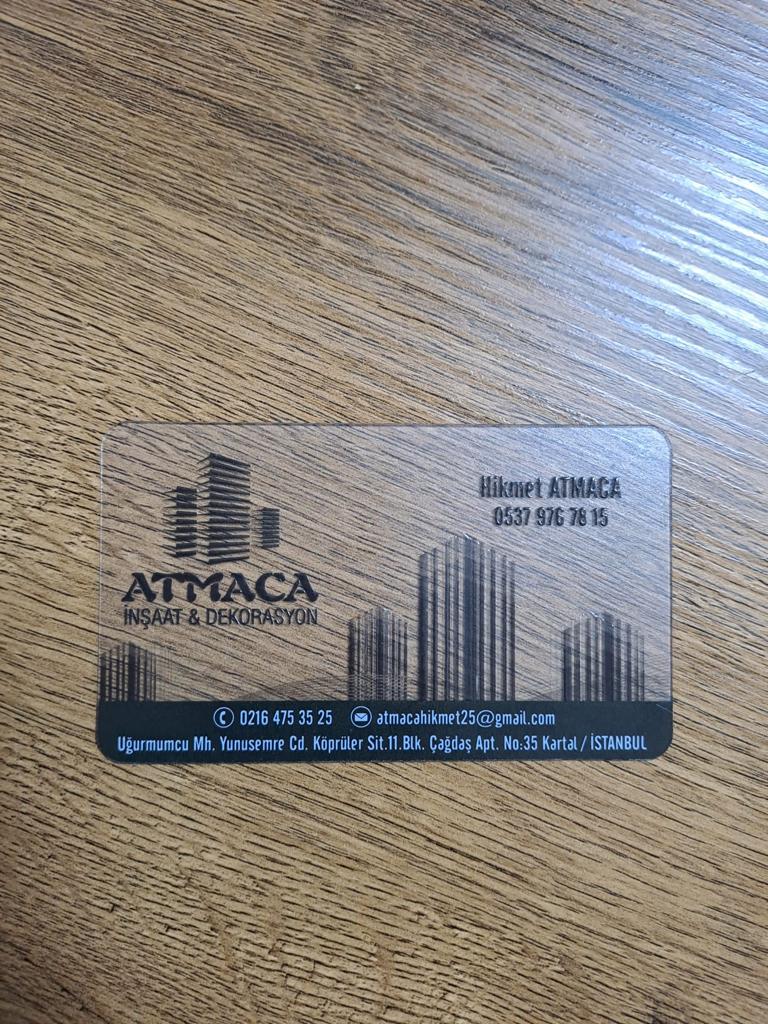 ATMACA
İNŞAAT & DEKORASYON
Hikmet ATMACA
0537 976 78 15
0216 475 35 25 atmacahikmet25@gmail.com
Uğurmumcu Mh. Yunusemre Cd. Köprüler Sit.11.Blk. Çağdaş Apt. No:35 Kartal / İSTANBUL